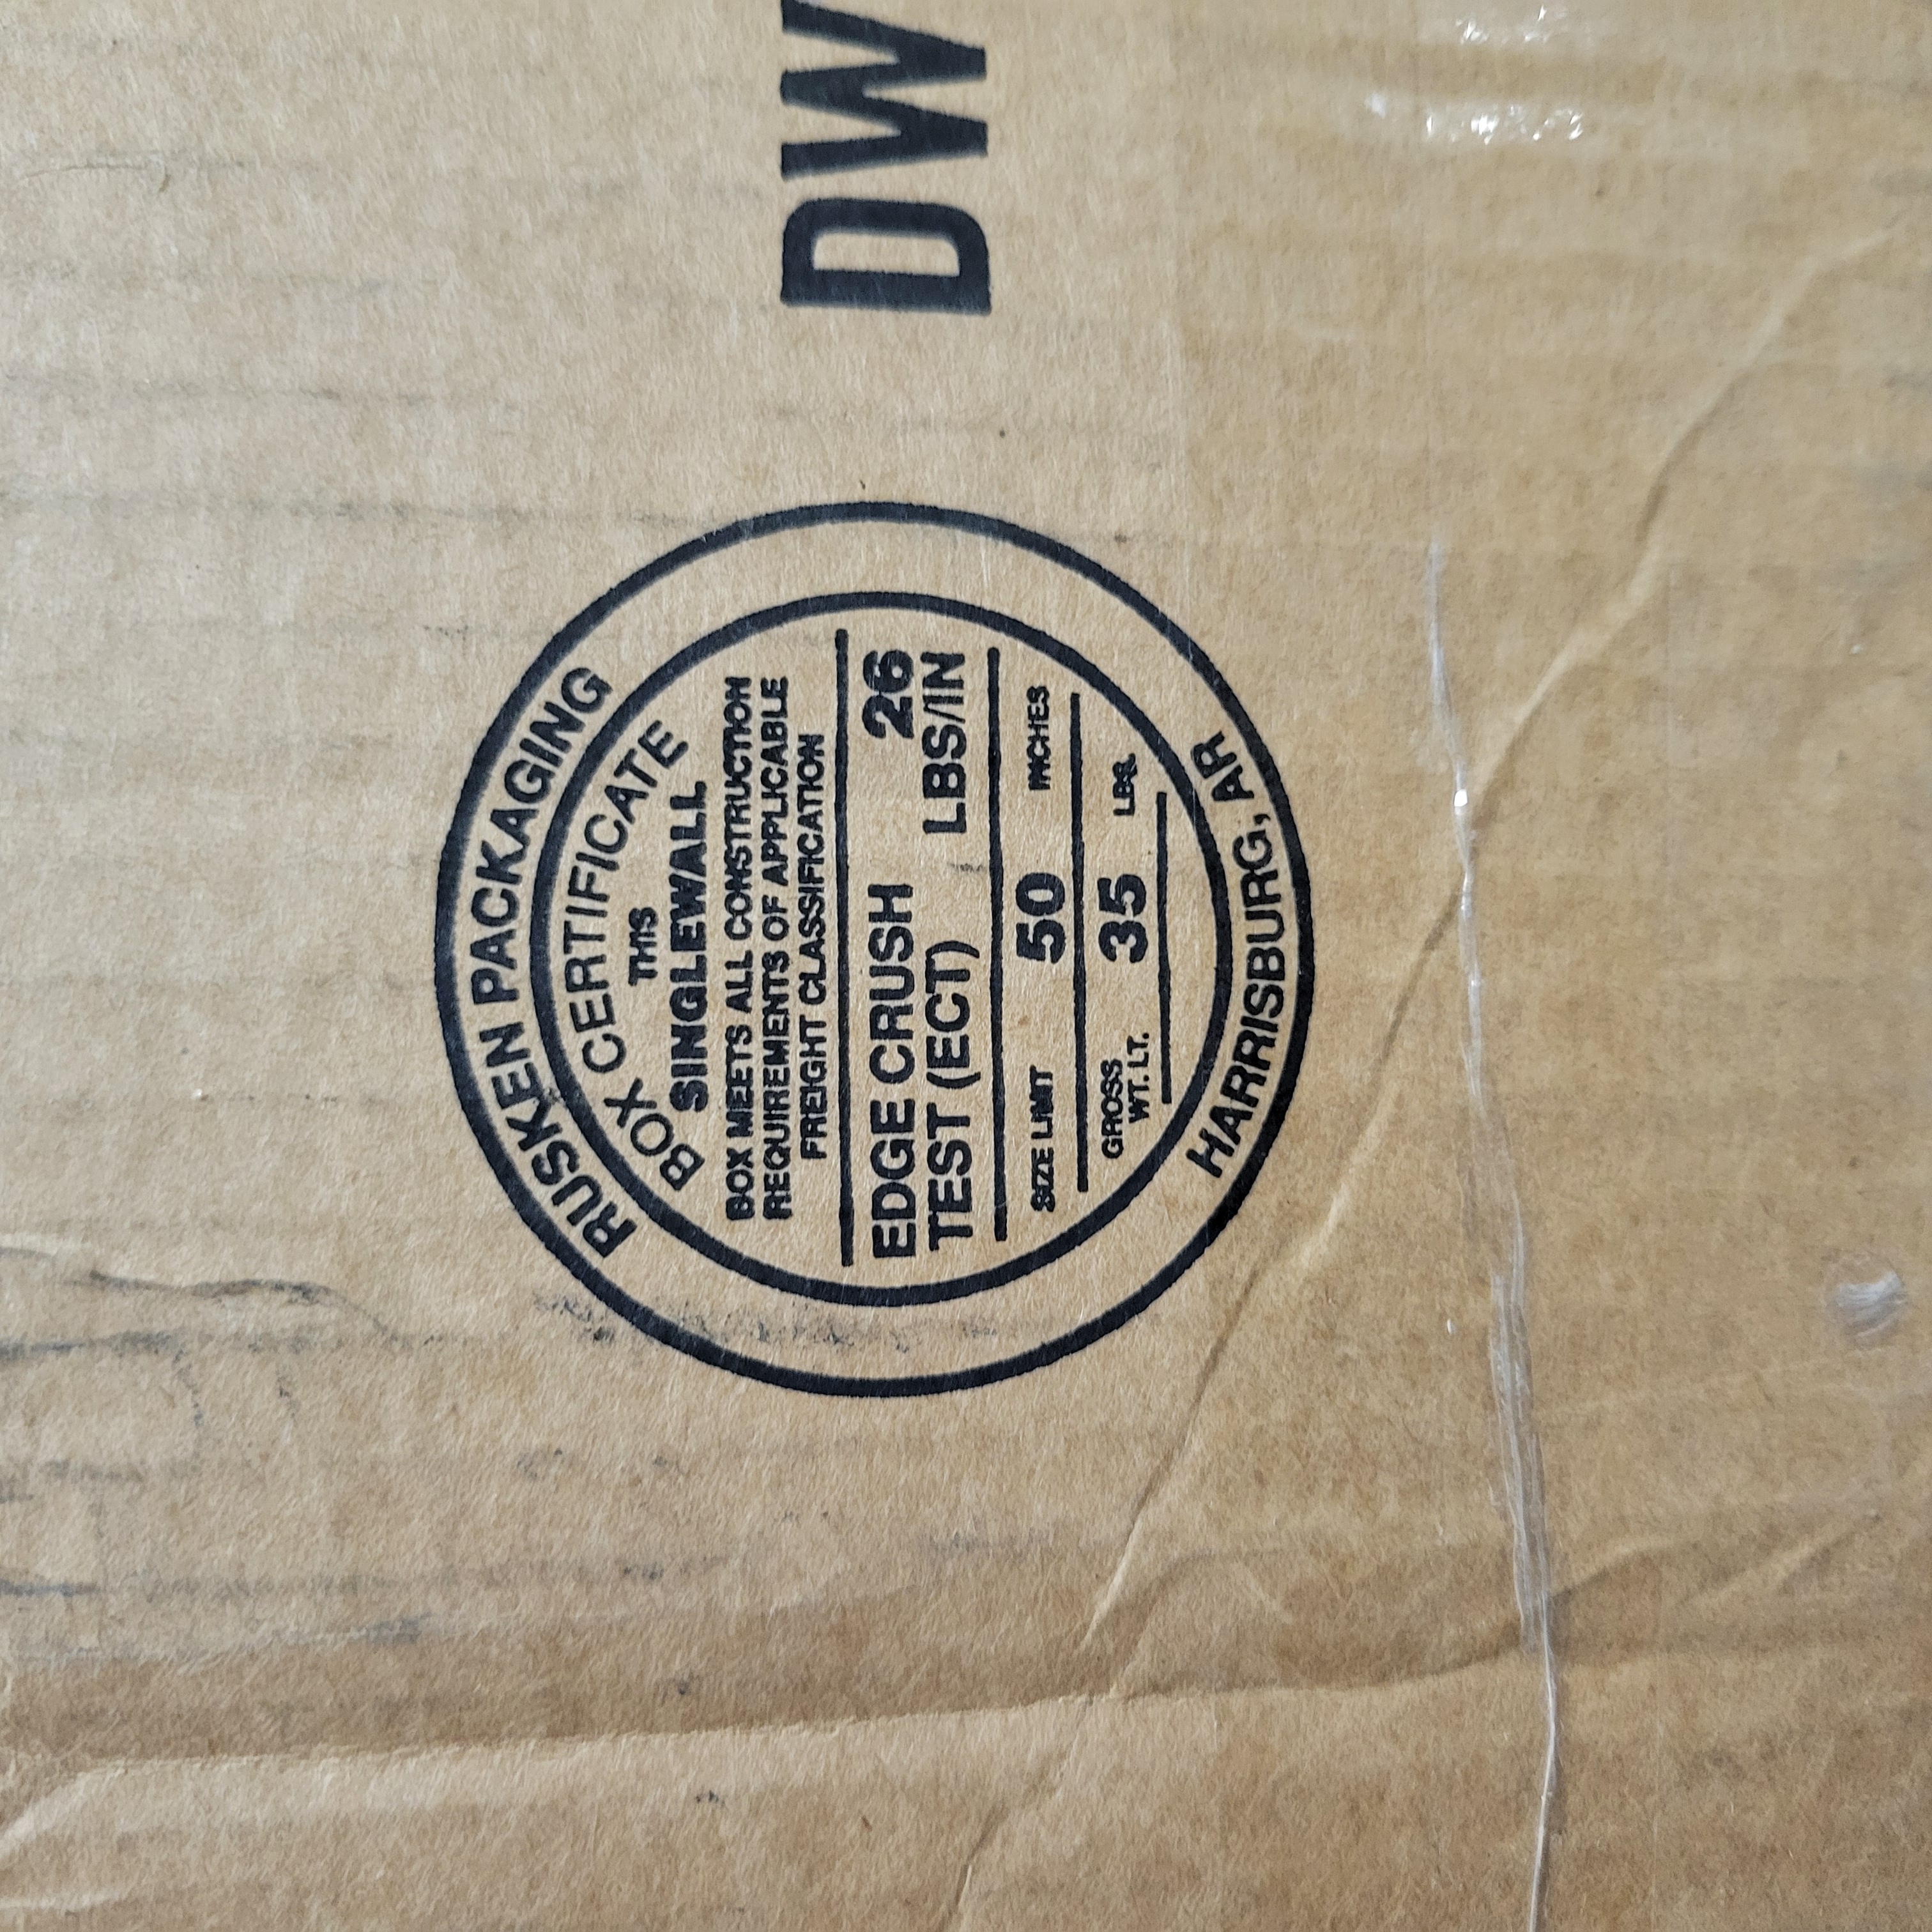 RUSKEN PACKAGING
BOX CERTIFICATE
THIS
SINGLEWALL
BOX MEETS ALL CONSTRUCTION
REQUIREMENTS OF APPLICABLE
FREIGHT CLASSIFICATION
EDGE CRUSH 26
TEST (ECT) LBS/IN
SIZE LIMIT 50 INCHES
GROSS
WT. LT. 35 LBS.
HARRISBURG, AR
DW